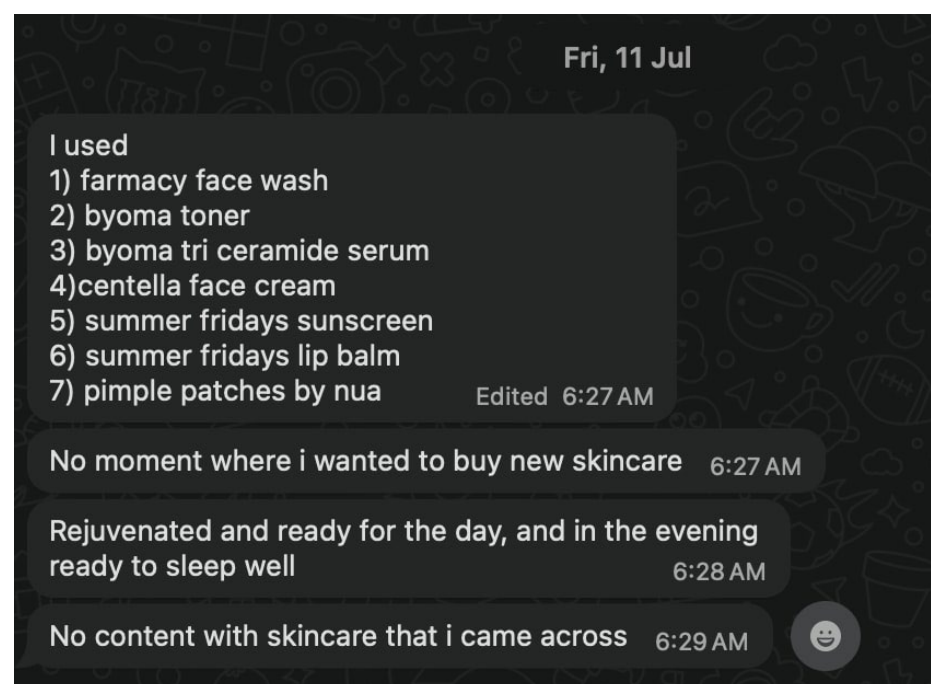 Fri, 11 Jul
I used
1) farmacy face wash
2) byoma toner
3) byoma tri ceramide serum
4)centella face cream
5) summer fridays sunscreen
6) summer fridays lip balm
7) pimple patches by nua
Edited 6:27 AM
No moment where i wanted to buy new skincare 6:27 AM
Rejuvenated and ready for the day, and in the evening
ready to sleep well 6:28 AM
No content with skincare that i came across 6:29 AM